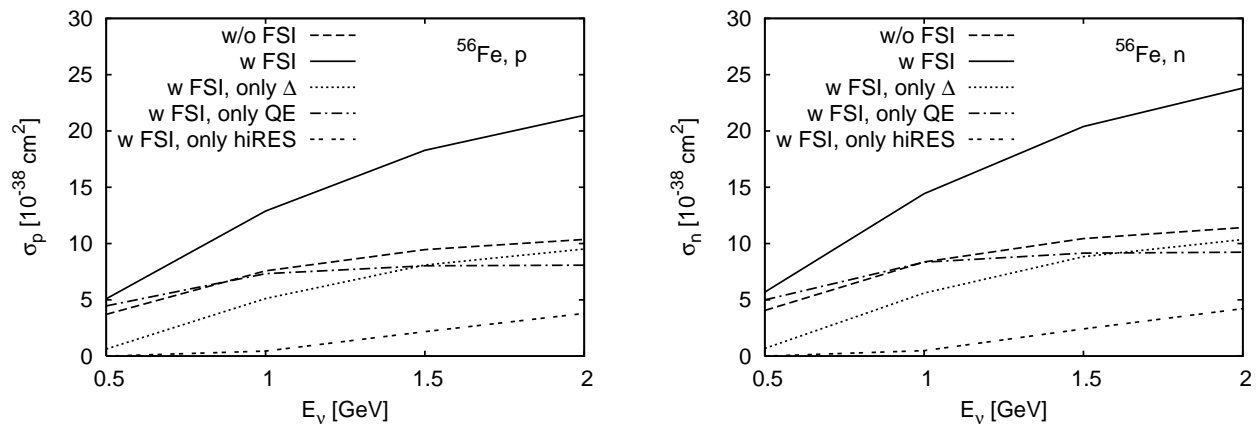 30
25
20
15
10
5
0
0.5
1
1.5
2
σp [10-38 cm2]
Eν [GeV]
56Fe, p
w/o FSI
w FSI
w FSI, only Δ
w FSI, only QE
w FSI, only hiRES
30
25
20
15
10
5
0
0.5
1
1.5
2
σn [10-38 cm2]
Eν [GeV]
56Fe, n
w/o FSI
w FSI
w FSI, only Δ
w FSI, only QE
w FSI, only hiRES